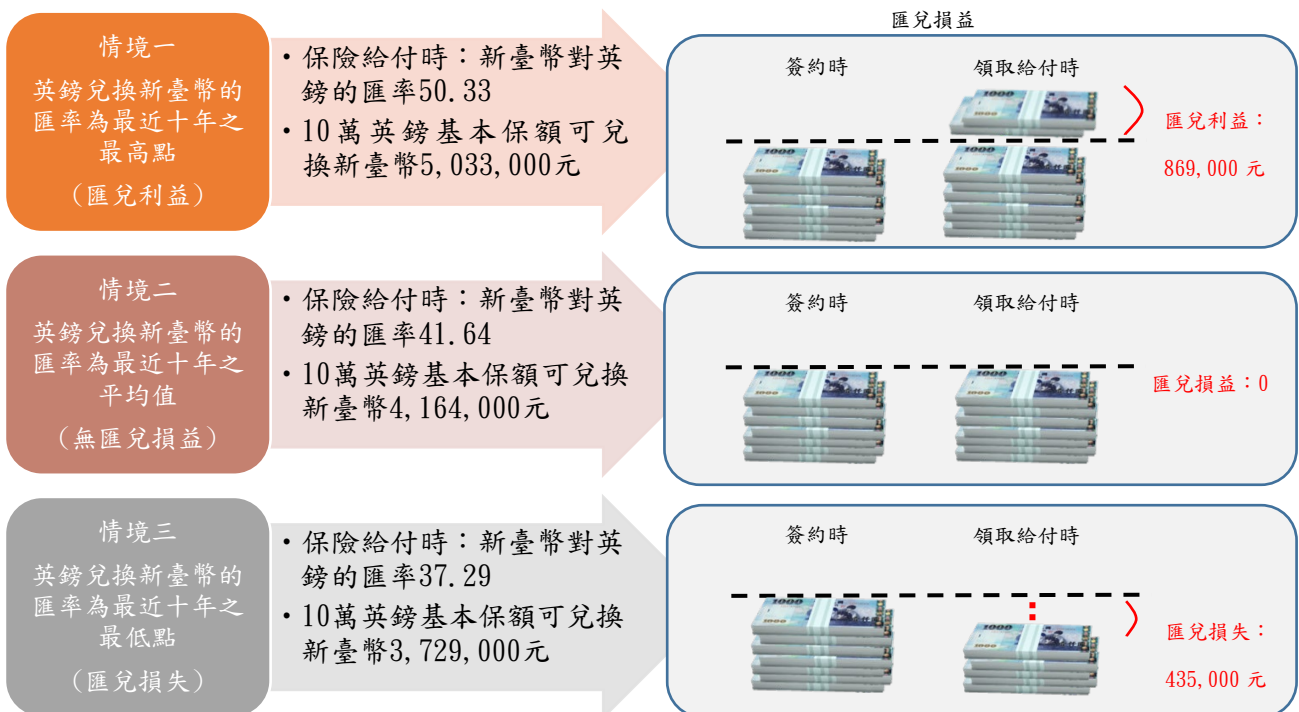 匯兌損益
情境一
英鎊兌換新臺幣的
匯率為最近十年之
最高點
（匯兌利益）
・保險給付時：新臺幣對英
鎊的匯率50.33
・10萬英鎊基本保額可兌
換新臺幣5,033,000元
簽約時
領取給付時
匯兌利益：
869,000 元
情境二
英鎊兌換新臺幣的
匯率為最近十年之
平均值
（無匯兌損益）
・保險給付時：新臺幣對英
鎊的匯率41.64
・10萬英鎊基本保額可兌換
新臺幣4,164,000元
簽約時
領取給付時
匯兌損益：0
情境三
英鎊兌換新臺幣的
匯率為最近十年之
最低點
（匯兌損失）
・保險給付時：新臺幣對英
鎊的匯率37.29
・10萬英鎊基本保額可兌換
新臺幣3,729,000元
簽約時
領取給付時
匯兌損失：
435,000 元